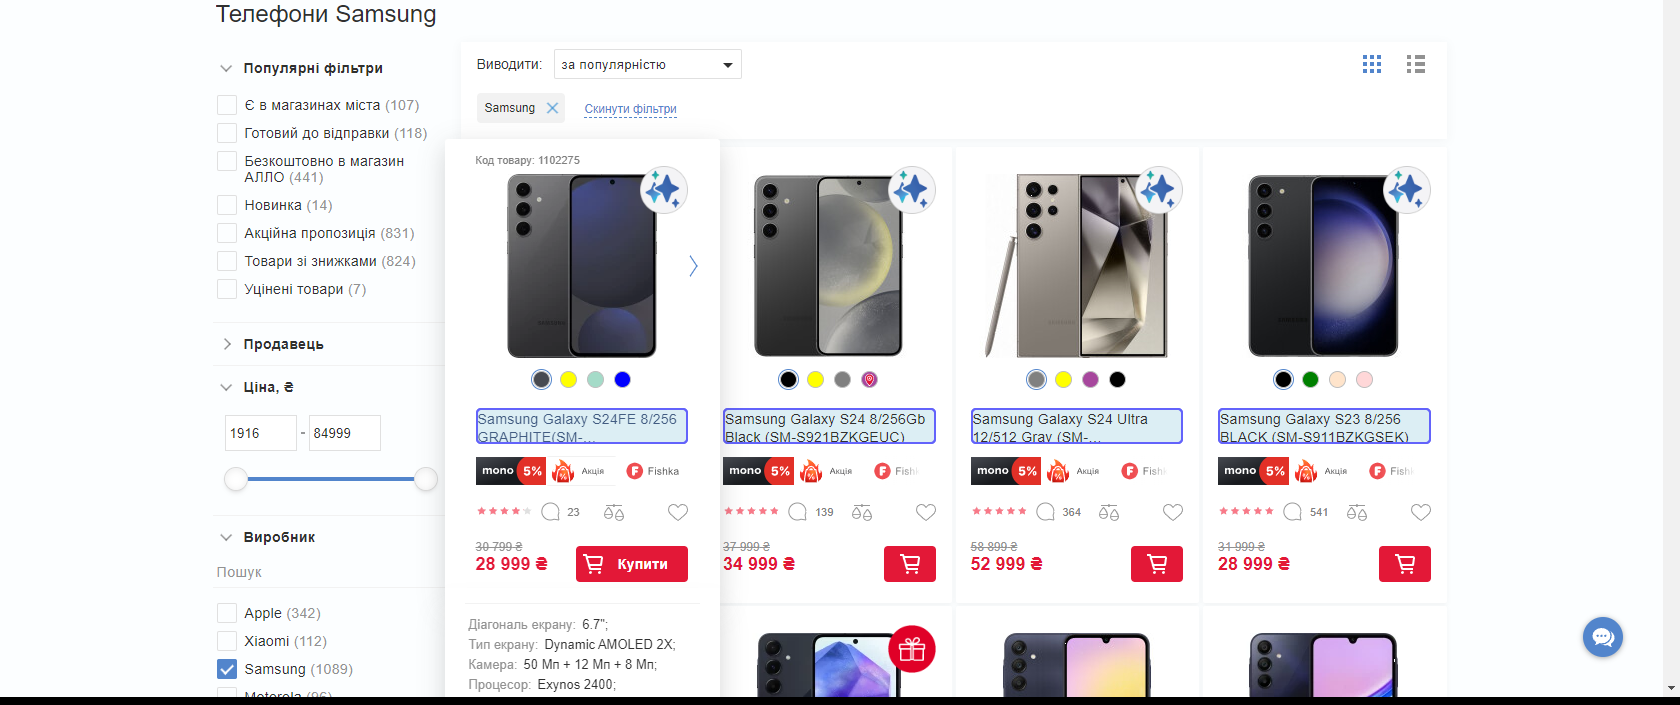 Телефони Samsung
Популярні фільтри
Є в магазинах міста (107)
Готовий до відправки (118)
Безкоштовно в магазин
АЛЛО (441)
Новинка (14)
Акційна пропозиція (831)
Товари зі знижками (824)
Уцінені товари (7)
Продавець
Ціна, ₴
1916 - 84999
Виробник
Пошук
Apple (342)
Xiaomi (112)
Samsung (1089)
Motorola (96)
Виводити: за популярністю
Samsung Скинути фільтри
Код товару: 1102275
Samsung Galaxy S24FE 8/256
GRAPHITE(SM-...
mono 5% Акція Fishka
23
30 799 ₴
28 999 ₴ Купити
Діагональ екрану: 6.7";
Тип екрану: Dynamic AMOLED 2X;
Камера: 50 Мп + 12 Мп + 8 Мп;
Процесор: Exynos 2400;
Samsung Galaxy S24 8/256Gb
Black (SM-S921BZKGEUC)
mono 5% Акція Fishk
139
37 999 ₴
34 999 ₴
Samsung Galaxy S24 Ultra
12/512 Gray (SM-...
mono 5% Акція Fishk
364
58 899 ₴
52 999 ₴
Samsung Galaxy S23 8/256
BLACK (SM-S911BZKGSEK)
mono 5% Акція Fishk
541
31 999 ₴
28 999 ₴